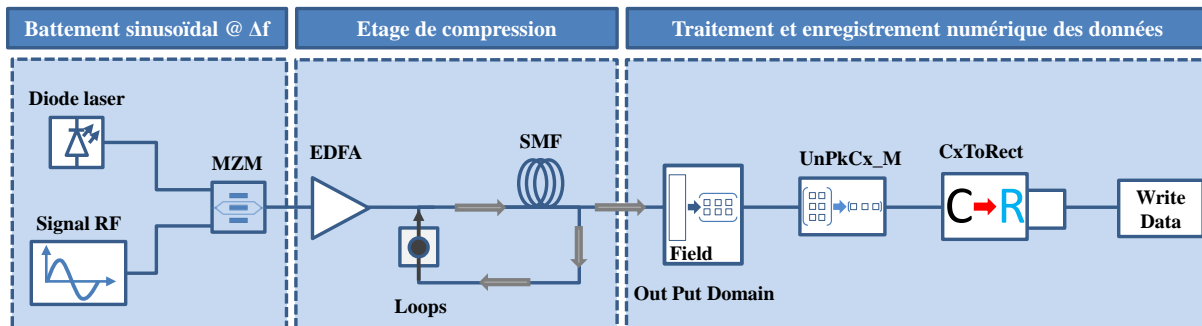 Battement sinusoïdal @ Δf
Etage de compression
Traitement et enregistrement numérique des données
Diode laser
MZM
Signal RF
EDFA
SMF
Loops
Field
Out Put Domain
UnPkCx_M
CxToRect
C R
Write
Data